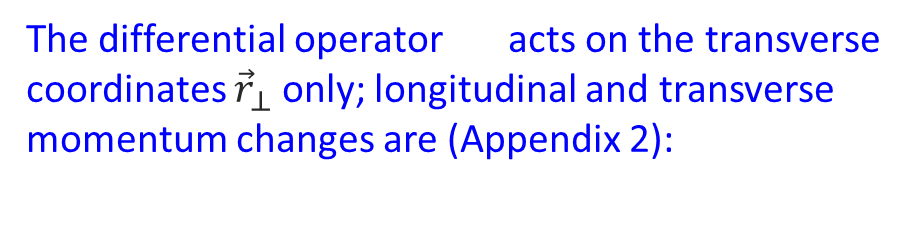 The differential operator acts on the transverse
coordinates r⃗⊥ only; longitudinal and transverse
momentum changes are (Appendix 2):